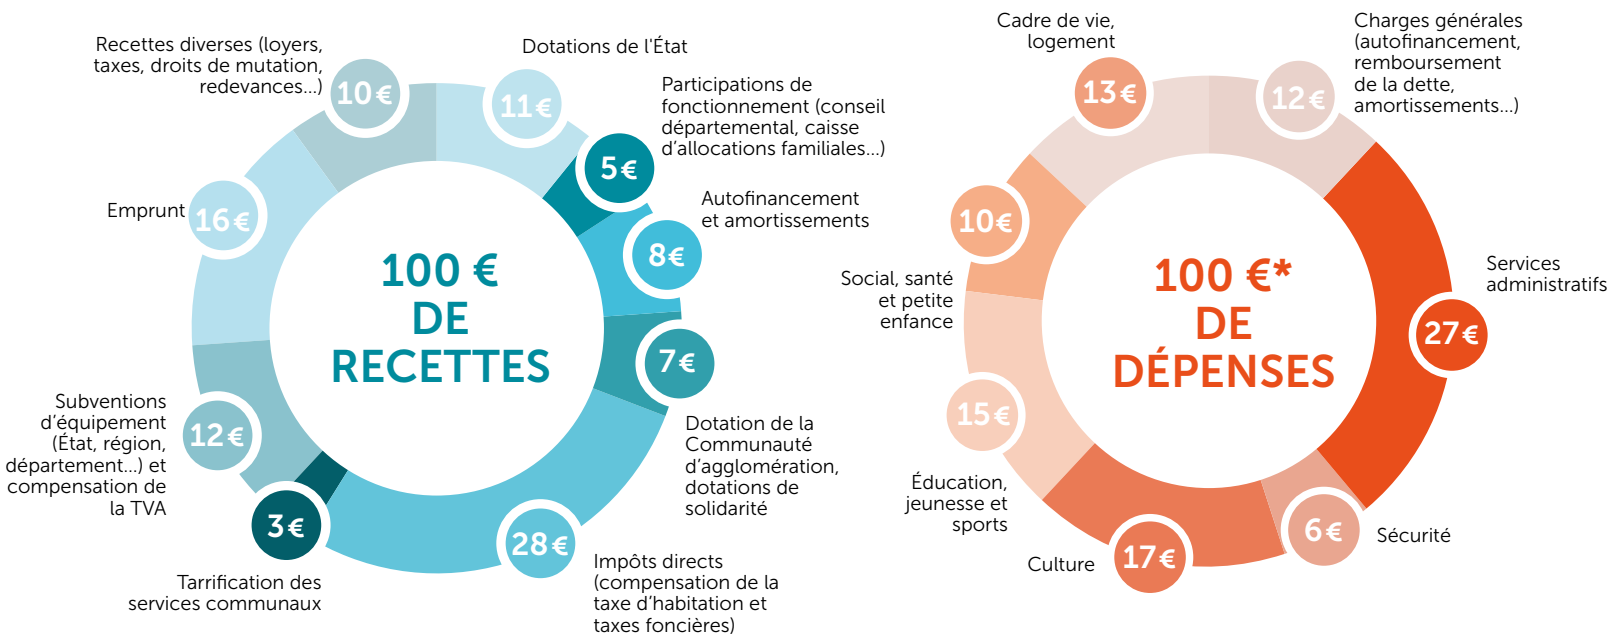 Recettes diverses (loyers,
taxes, droits de mutation,
redevances...)
10 €
Dotations de l'État
11 €
Participations de
fonctionnement (conseil
départemental, caisse
d’allocations familiales...)
5 €
Autofinancement
et amortissements
8 €
7 €
Dotation de la
Communauté
d’agglomération,
dotations de
solidarité
28 €
Impôts directs
(compensation de la
taxe d’habitation et
taxes foncières)
3 €
Tarrification des
services communaux
Subventions
d’équipement
(État, région,
département...) et
compensation de
la TVA
12 €
Emprunt
16 €
100 €
DE
RECETTES
Cadre de vie,
logement
13 €
Charges générales
(autofinancement,
remboursement
de la dette,
amortissements...)
12 €
Services
administratifs
27 €
6 €
Sécurité
Culture
17 €
15 €
Éducation,
jeunesse et
sports
10 €
Social, santé
et petite
enfance
100 €*
DE
DÉPENSES